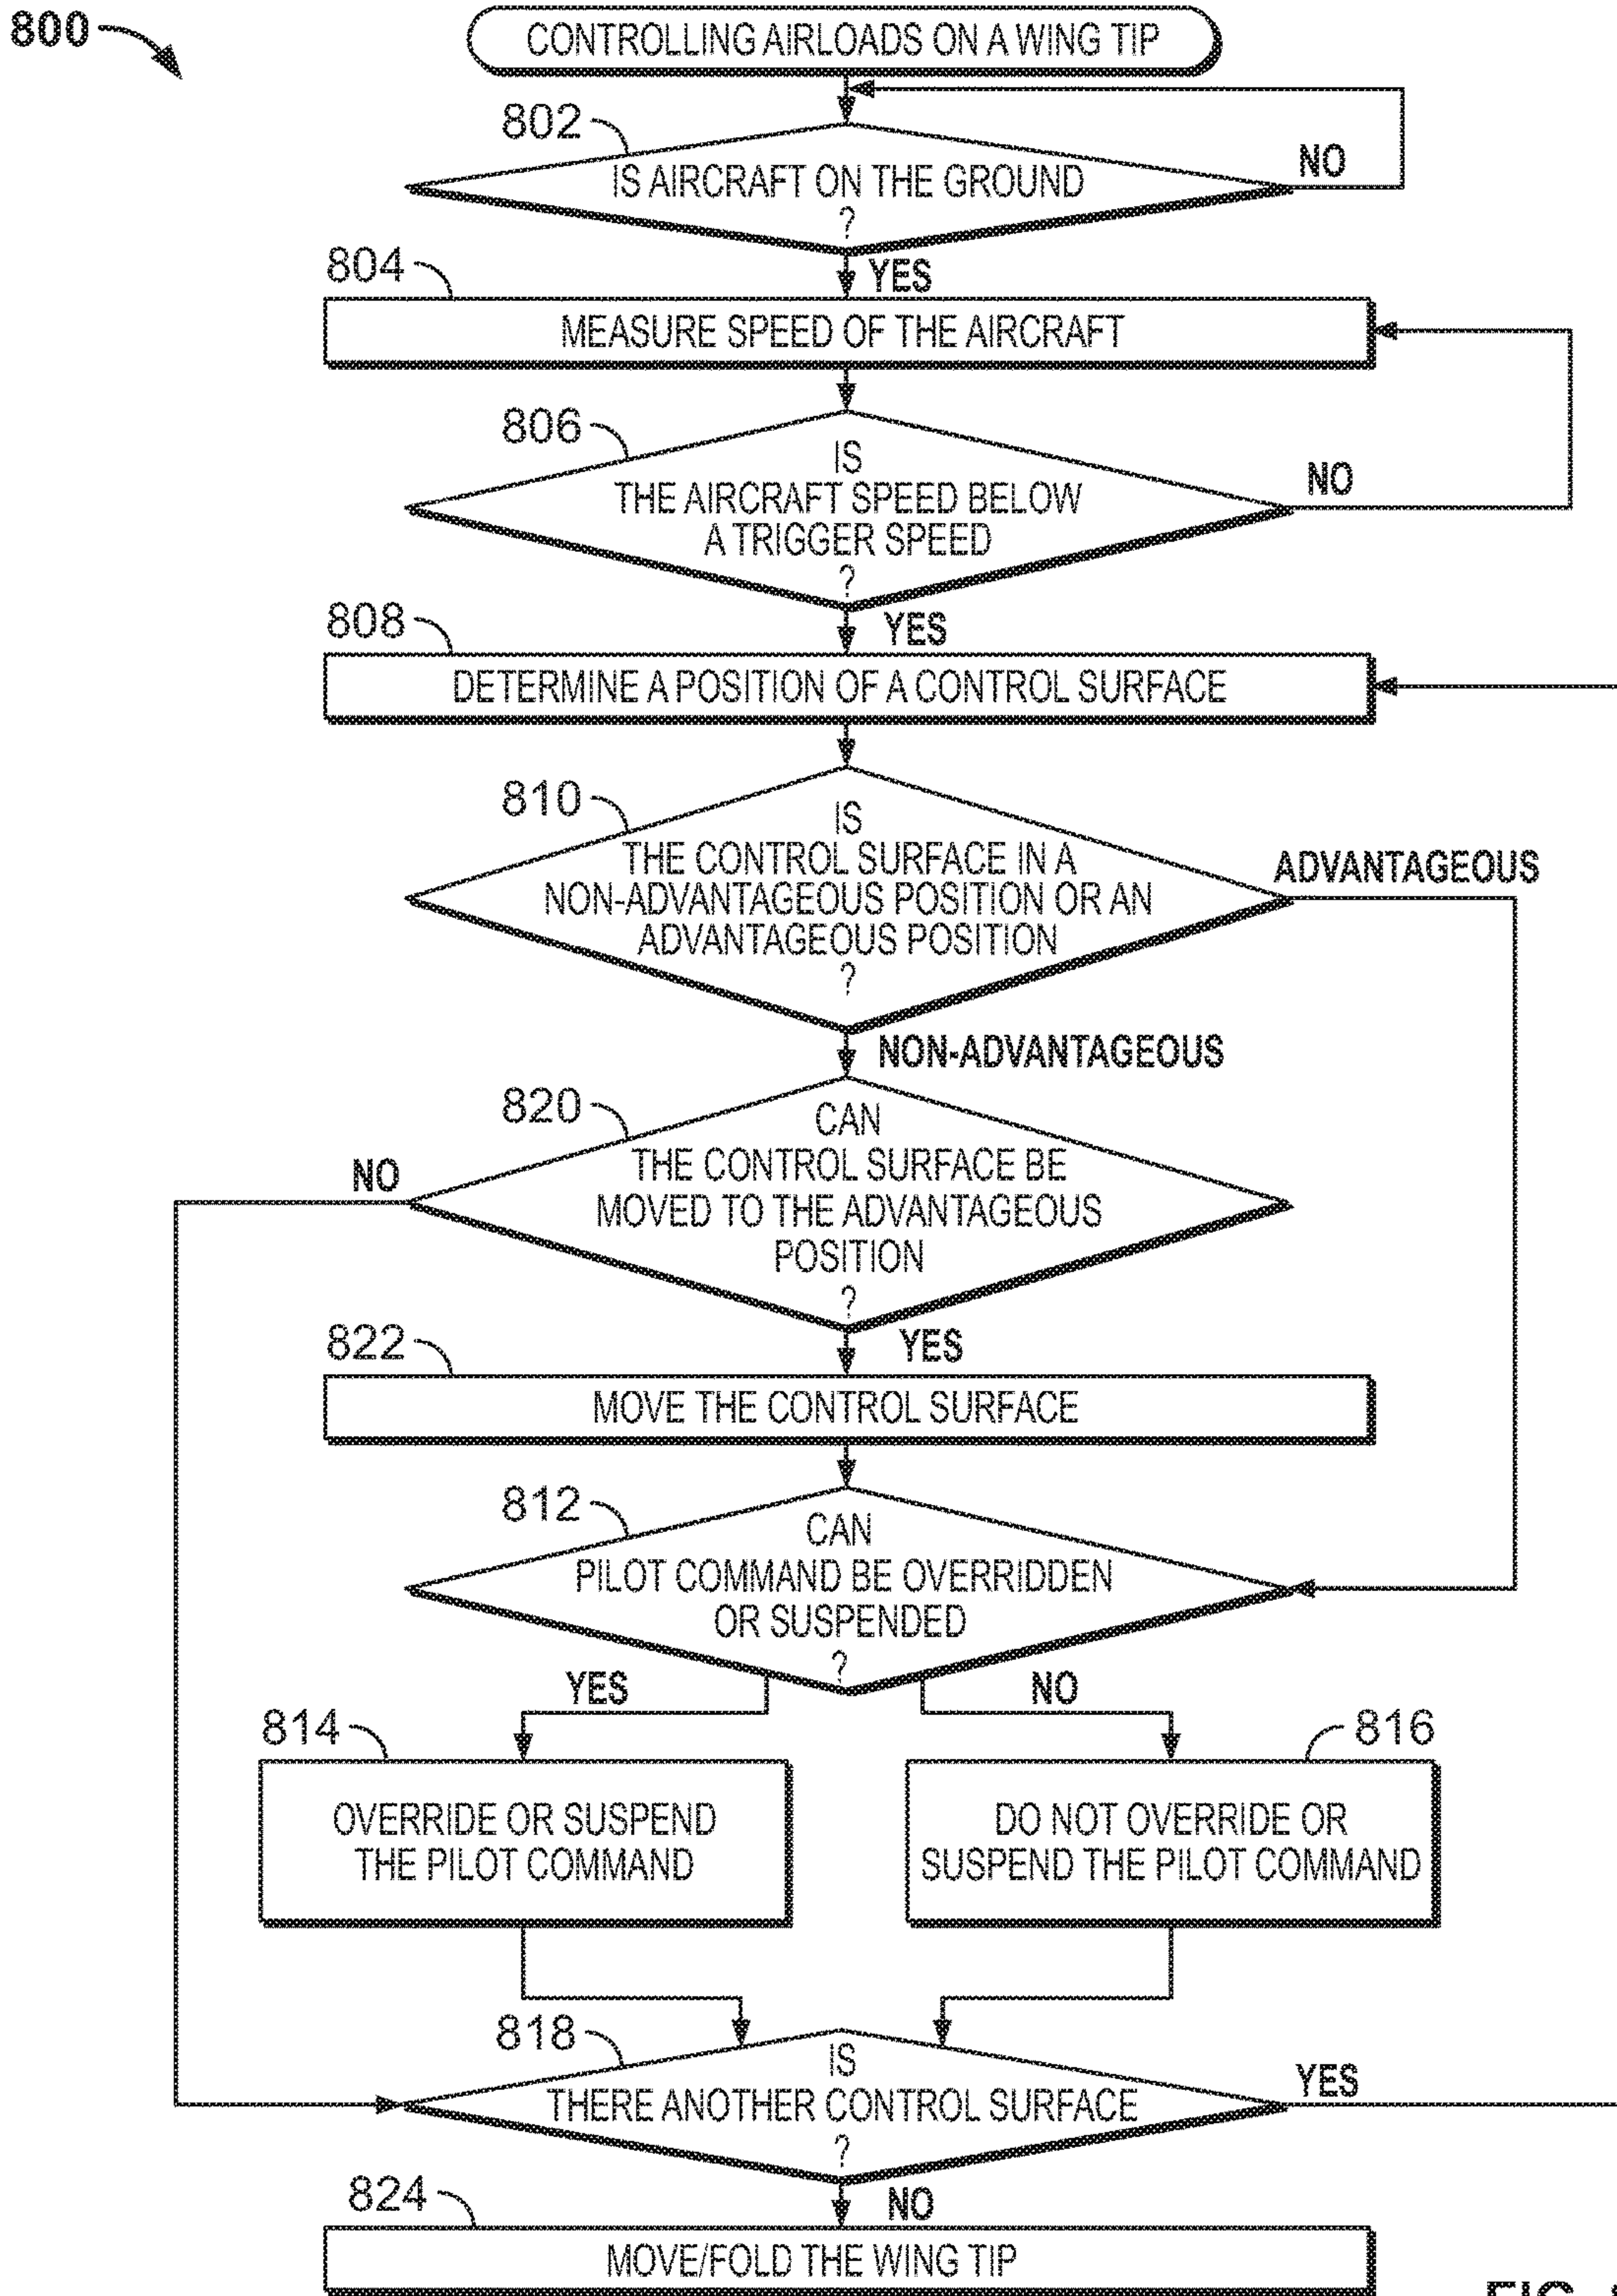 800
CONTROLLING AIRLOADS ON A WING TIP
802
IS AIRCRAFT ON THE GROUND
?
NO
YES
804
MEASURE SPEED OF THE AIRCRAFT
806
IS
THE AIRCRAFT SPEED BELOW
A TRIGGER SPEED
?
NO
YES
808
DETERMINE A POSITION OF A CONTROL SURFACE
810
IS
THE CONTROL SURFACE IN A
NON-ADVANTAGEOUS POSITION OR AN
ADVANTAGEOUS POSITION
?
ADVANTAGEOUS
NON-ADVANTAGEOUS
820
CAN
THE CONTROL SURFACE BE
MOVED TO THE ADVANTAGEOUS
POSITION
?
NO
YES
822
MOVE THE CONTROL SURFACE
812
CAN
PILOT COMMAND BE OVERRIDDEN
OR SUSPENDED
?
YES
NO
814
OVERRIDE OR SUSPEND
THE PILOT COMMAND
816
DO NOT OVERRIDE OR
SUSPEND THE PILOT COMMAND
818
IS
THERE ANOTHER CONTROL SURFACE
?
YES
NO
824
MOVE/FOLD THE WING TIP
FIG.